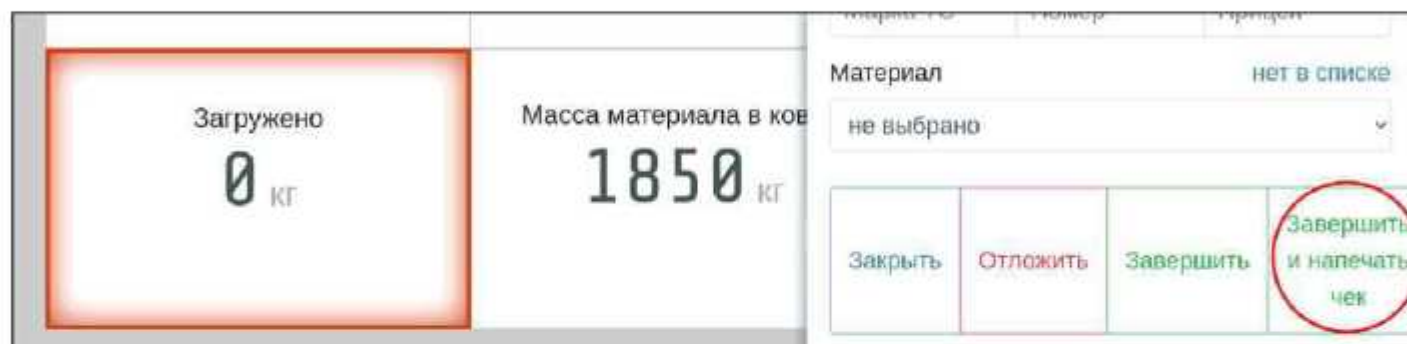 Материал
нет в списке
Загружено
Масса материала в ков
не выбрано
0 кг
1850 кг
Закрыть
Отложить
Завершить
Завершить
и напечать
чек